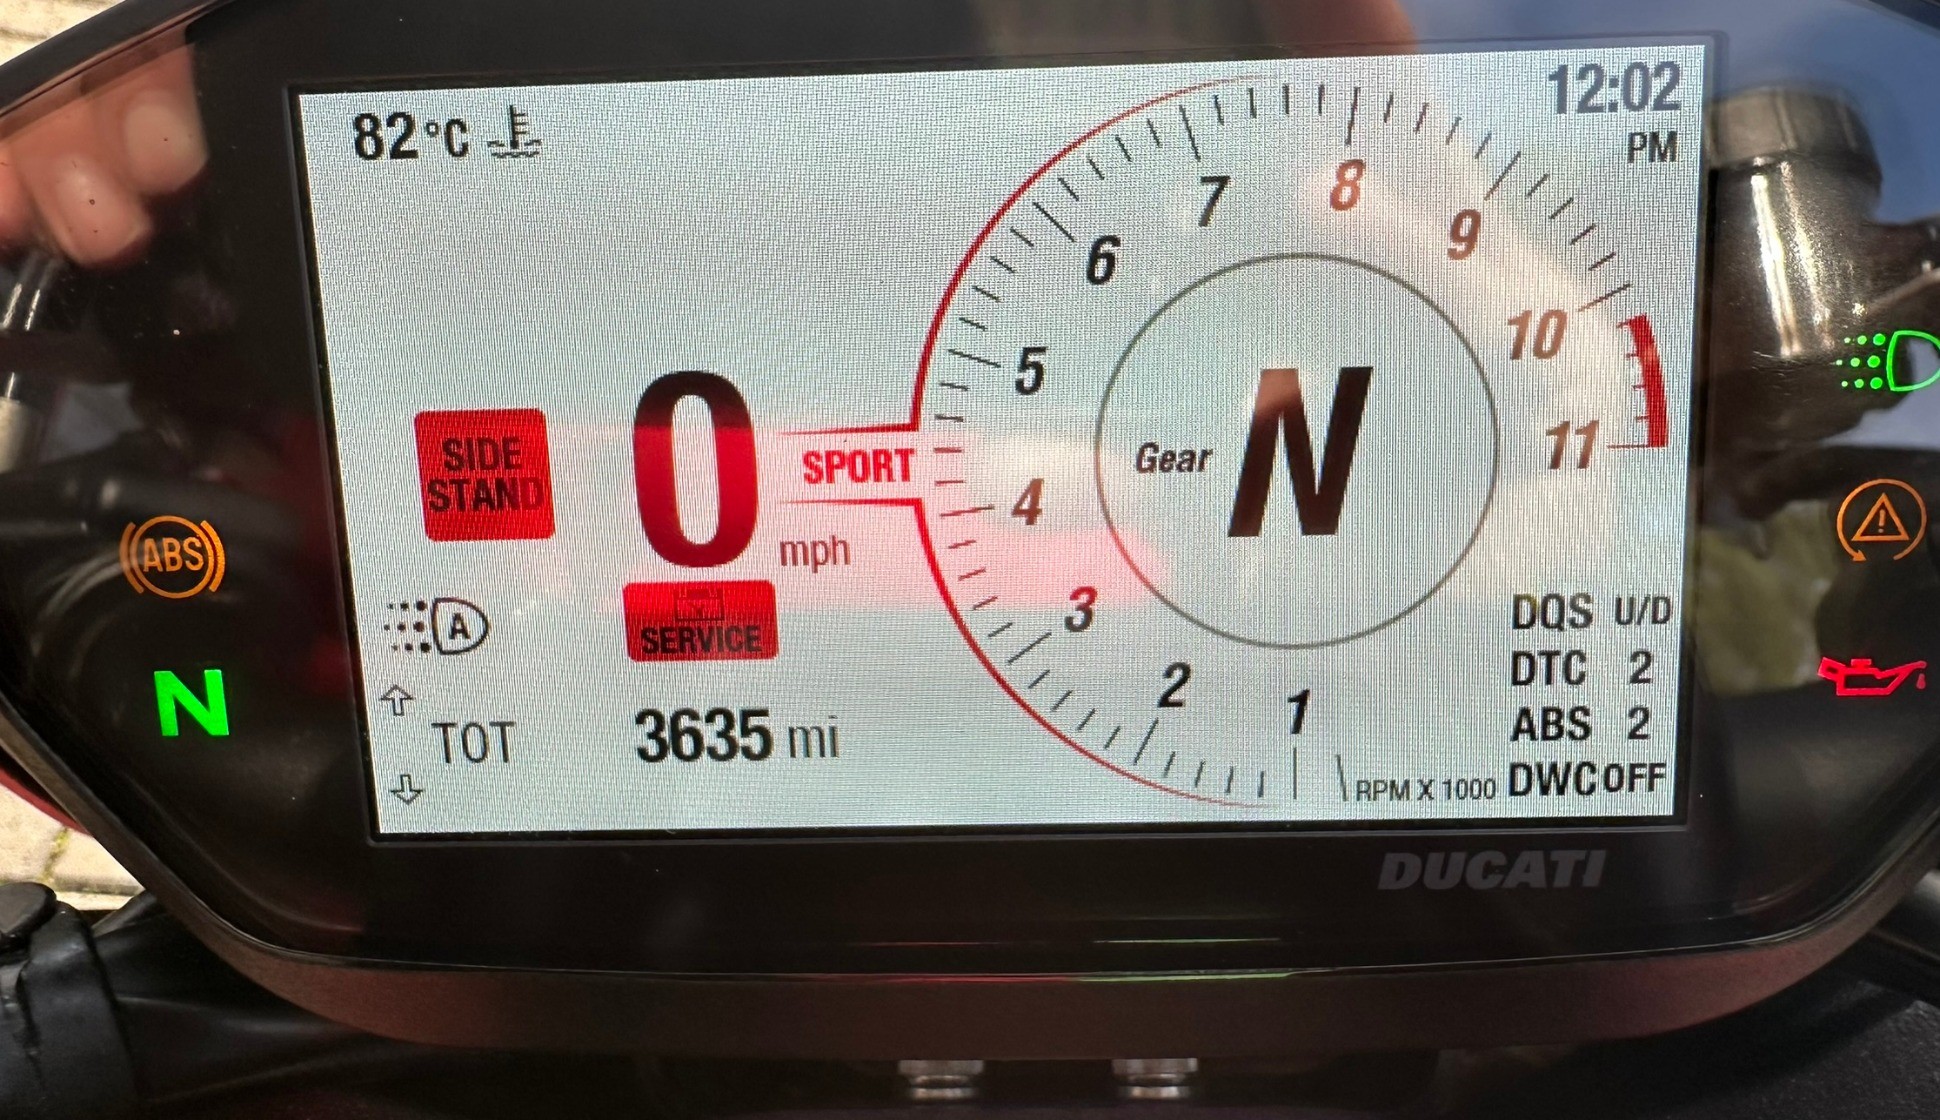 82°C
12:02
PM
7
8
6
9
5
10
SIDE
STAND
0
mph
SPORT
Gear
N
11
4
ABS
A
3
SERVICE
N
2
1
DQS U/D
DTC 2
ABS 2
DWC OFF
TOT
3635 mi
RPM X 1000
DUCATI